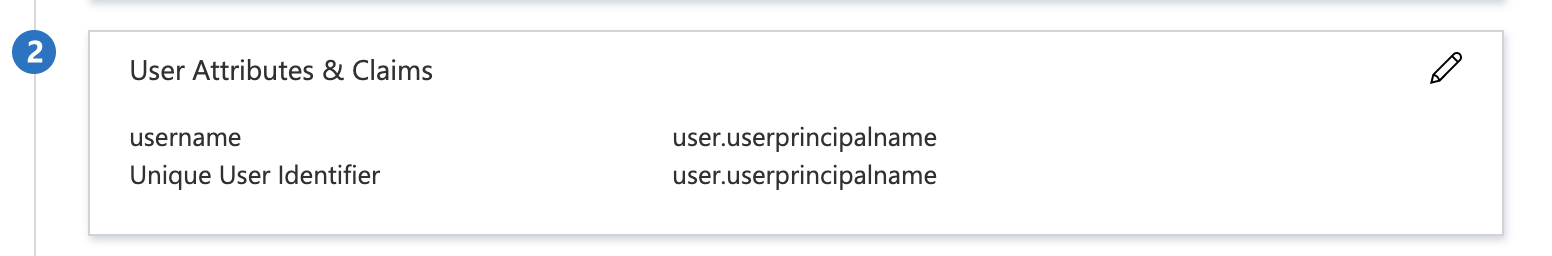 2
User Attributes & Claims
username user.userprincipalname
Unique User Identifier user.userprincipalname